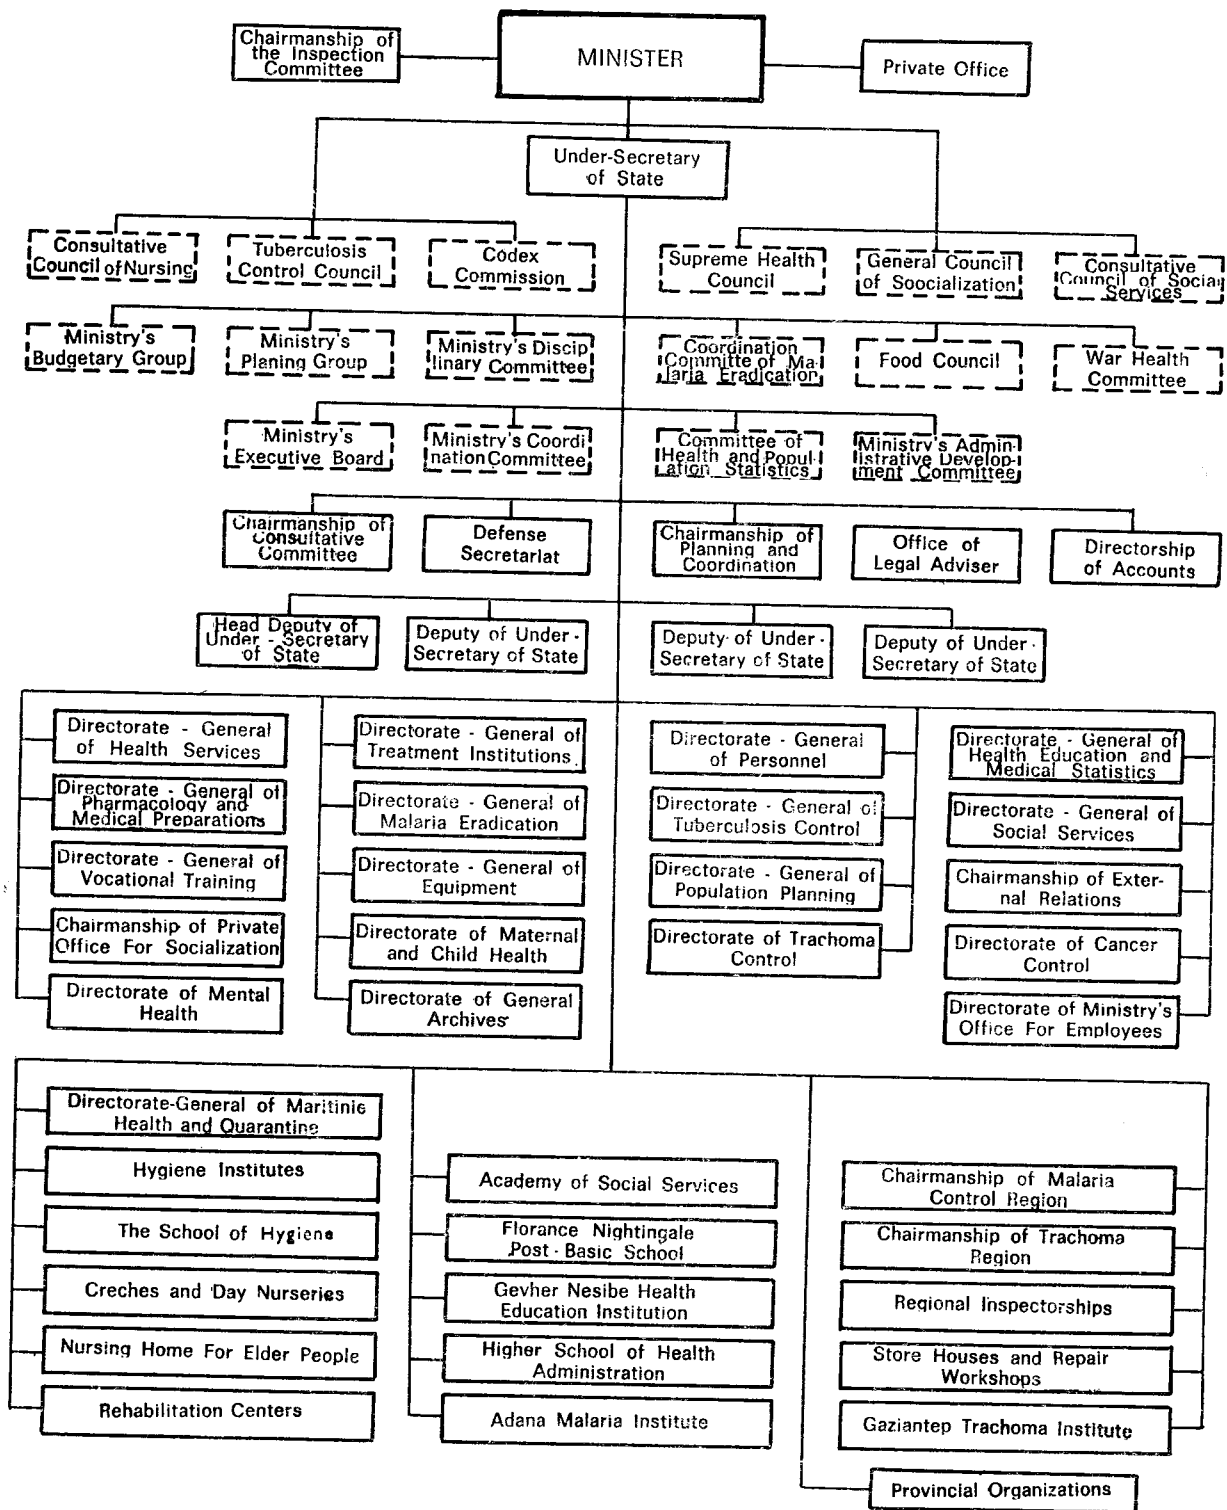 Chairmanship of
the Inspection
Committee
MINISTER
Private Office
Under-Secretary
of State
Consultative
Council of Nursing
Tuberculosis
Control Council
Codex
Commission
Supreme Health
Council
General Council
of Soocialization
Consultative
Council of Social
Services
Ministry's
Budgetary Group
Ministry's
Planing Group
Ministry's Discip
linary Committee
Coordination
Committe of Ma-
laria Eradication
Food Council
War Health
Committee
Ministry's
Executive Board
Ministry's Coordi
nation Committee
Committee of
Health and Popul-
lation Statistics
Ministry's Admin-
istrative Develop-
ment Committee
Chairmanship of
Consultative
Committee
Defense
Secretariat
Chairmanship of
Planning and
Coordination
Office of
Legal Adviser
Directorship
of Accounts
Head Deputy of
Under - Secretary
of State
Deputy of Under -
Secretary of State
Deputy of Under -
Secretary of State
Deputy of Under -
Secretary of State
Directorate - General
of Health Services
Directorate - General of
Pharmacology and
Medical Preparations
Directorate - General of
Vocational Training
Chairmanship of Private
Office For Socialization
Directorate of Mental
Health
Directorate - General of
Treatment Institutions
Directorate - General of
Malaria Eradication
Directorate - General of
Equipment
Directorate of Maternal
and Child Health
Directorate of General
Archives
Directorate - General
of Personnel
Directorate - General of
Tuberculosis Control
Directorate - General of
Population Planning
Directorate of Trachoma
Control
Directorate - General of
Health Education and
Medical Statistics
Directorate - General of
Social Services
Chairmanship of Exter-
nal Relations
Directorate of Cancer
Control
Directorate of Ministry's
Office For Employees
Directorate-General of Maritinie
Health and Quarantine
Hygiene Institutes
The School of Hygiene
Creches and Day Nurseries
Nursing Home For Elder People
Rehabilitation Centers
Academy of Social Services
Florance Nightingale
Post - Basic School
Gevher Nesibe Health
Education Institution
Higher School of Health
Administration
Adana Malaria Institute
Chairmanship of Malaria
Control Region
Chairmanship of Trachoma
Region
Regional Inspectorships
Store Houses and Repair
Workshops
Gaziantep Trachoma Institute
Provincial Organizations